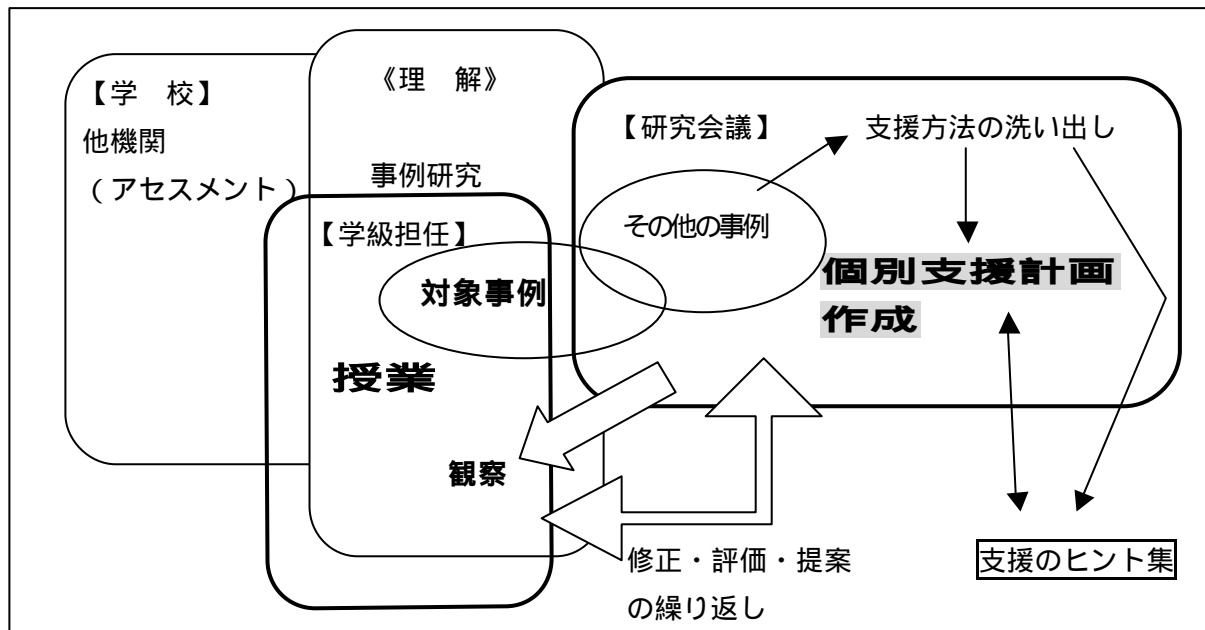 【学　校】
他機関
（アセスメント）
《理　解》
事例研究
【学級担任】
対象事例
授業
観察
【研究会議】
支援方法の洗い出し
その他の事例
個別支援計画
作成
修正・評価・提案
の繰り返し
支援のヒント集